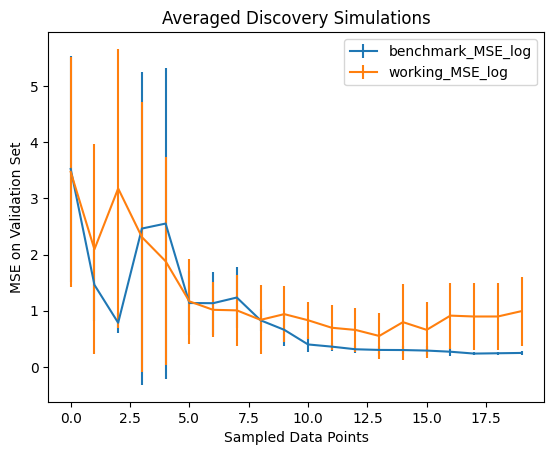 Averaged Discovery Simulations
benchmark_MSE_log
working_MSE_log
MSE on Validation Set
5
4
3
2
1
0
0.0 2.5 5.0 7.5 10.0 12.5 15.0 17.5
Sampled Data Points